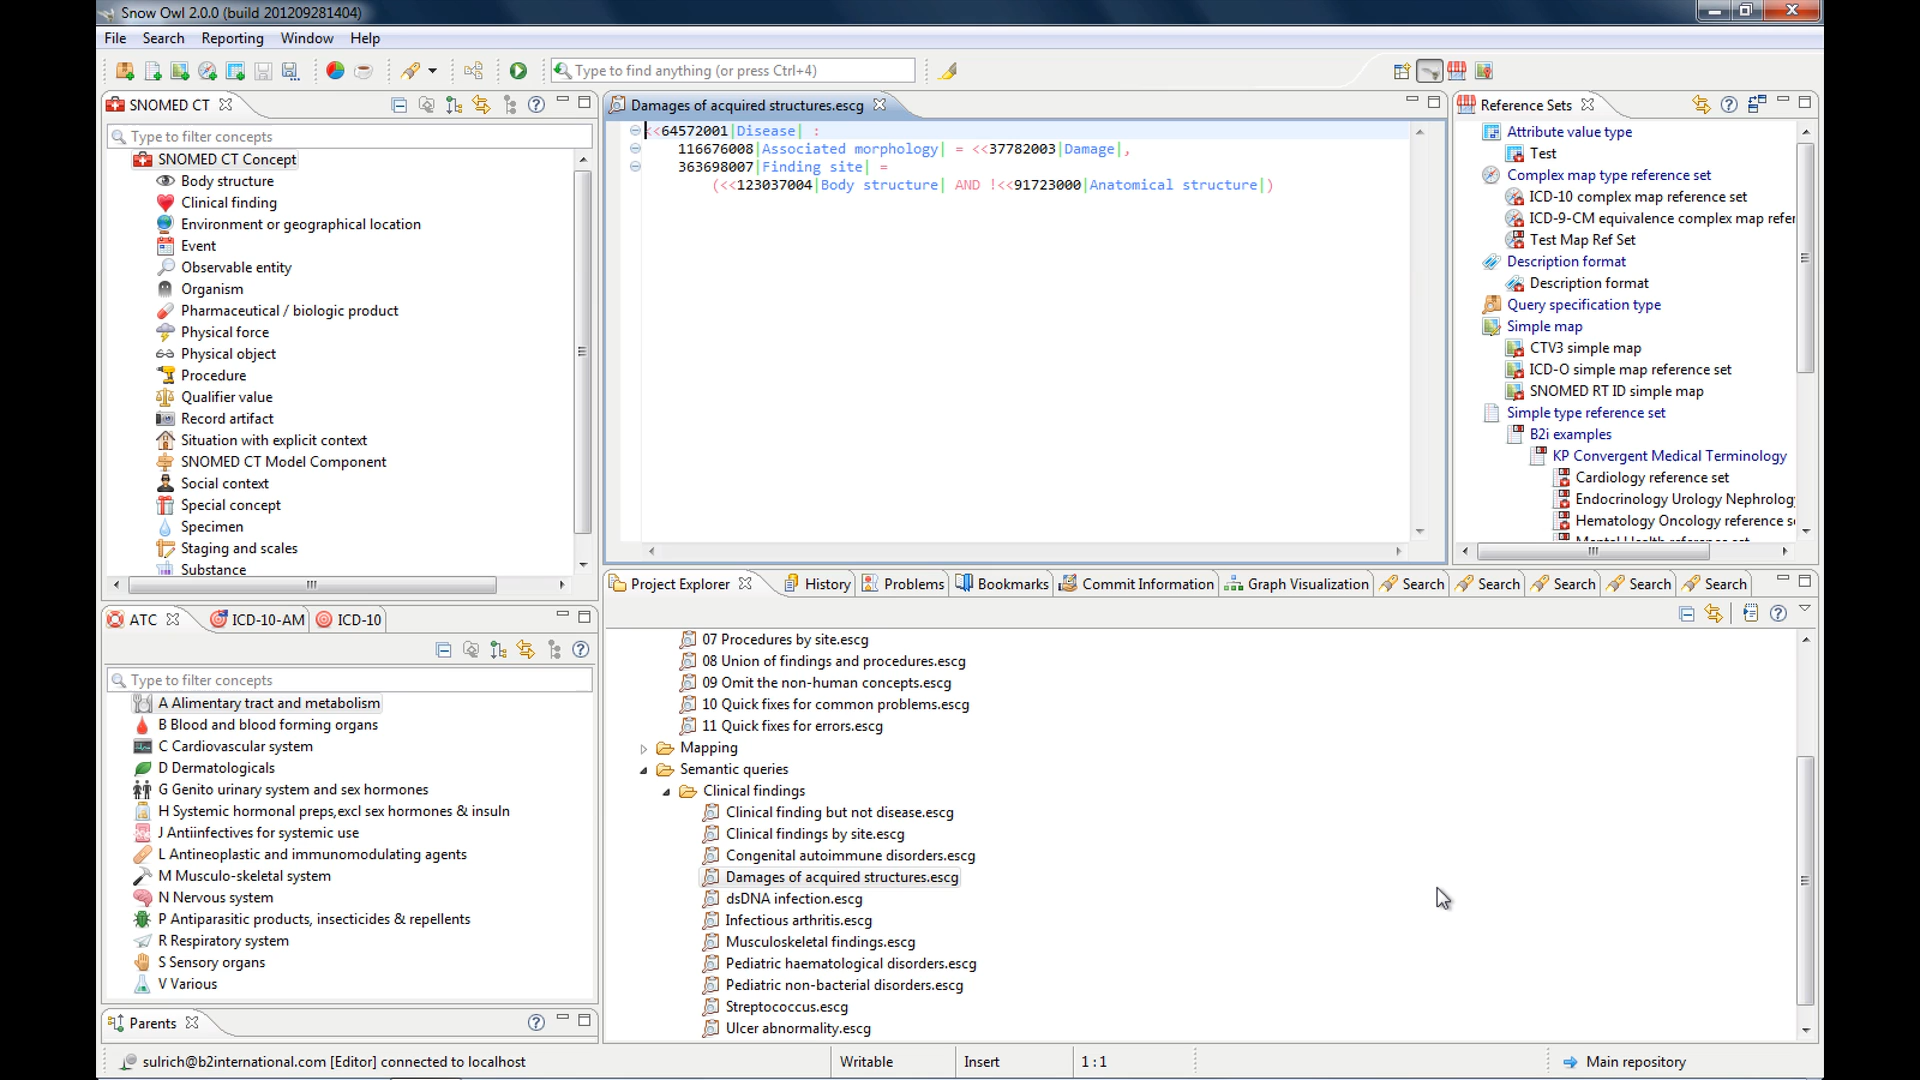 Snow Owl 2.0.0 (build 201209281404)
File Search Reporting Window Help
Type to find anything (or press Ctrl+4)
SNOMED CT
Type to filter concepts
SNOMED CT Concept
Body structure
Clinical finding
Environment or geographical location
Event
Observable entity
Organism
Pharmaceutical / biologic product
Physical force
Physical object
Procedure
Qualifier value
Record artifact
Situation with explicit context
SNOMED CT Model Component
Social context
Special concept
Specimen
Staging and scales
Substance
ATC ICD-10-AM ICD-10
Type to filter concepts
A Alimentary tract and metabolism
B Blood and blood forming organs
C Cardiovascular system
D Dermatologicals
G Genito urinary system and sex hormones
H Systemic hormonal preps,excl sex hormones & insuln
J Antiinfectives for systemic use
L Antineoplastic and immunomodulating agents
M Musculo-skeletal system
N Nervous system
P Antiparasitic products, insecticides & repellents
R Respiratory system
S Sensory organs
V Various
Parents
Damages of acquired structures.escg
<<64572001|Disease| :
116676008|Associated morphology| = <<37782003|Damage|,
363698007|Finding site| =
(<<123037004|Body structure| AND !<<91723000|Anatomical structure|)
Reference Sets
Attribute value type
Test
Complex map type reference set
ICD-10 complex map reference set
ICD-9-CM equivalence complex map refer
Test Map Ref Set
Description format
Description format
Query specification type
Simple map
CTV3 simple map
ICD-O simple map reference set
SNOMED RT ID simple map
Simple type reference set
B2i examples
KP Convergent Medical Terminology
Cardiology reference set
Endocrinology Urology Nephrology
Hematology Oncology reference s
Mental Health reference set
Project Explorer History Problems Bookmarks Commit Information Graph Visualization Search Search Search Search Search
07 Procedures by site.escg
08 Union of findings and procedures.escg
09 Omit the non-human concepts.escg
10 Quick fixes for common problems.escg
11 Quick fixes for errors.escg
Mapping
Semantic queries
Clinical findings
Clinical finding but not disease.escg
Clinical findings by site.escg
Congenital autoimmune disorders.escg
Damages of acquired structures.escg
dsDNA infection.escg
Infectious arthritis.escg
Musculoskeletal findings.escg
Pediatric haematological disorders.escg
Pediatric non-bacterial disorders.escg
Streptococcus.escg
Ulcer abnormality.escg
sulrich@b2international.com [Editor] connected to localhost Writable Insert 1 : 1 Main repository